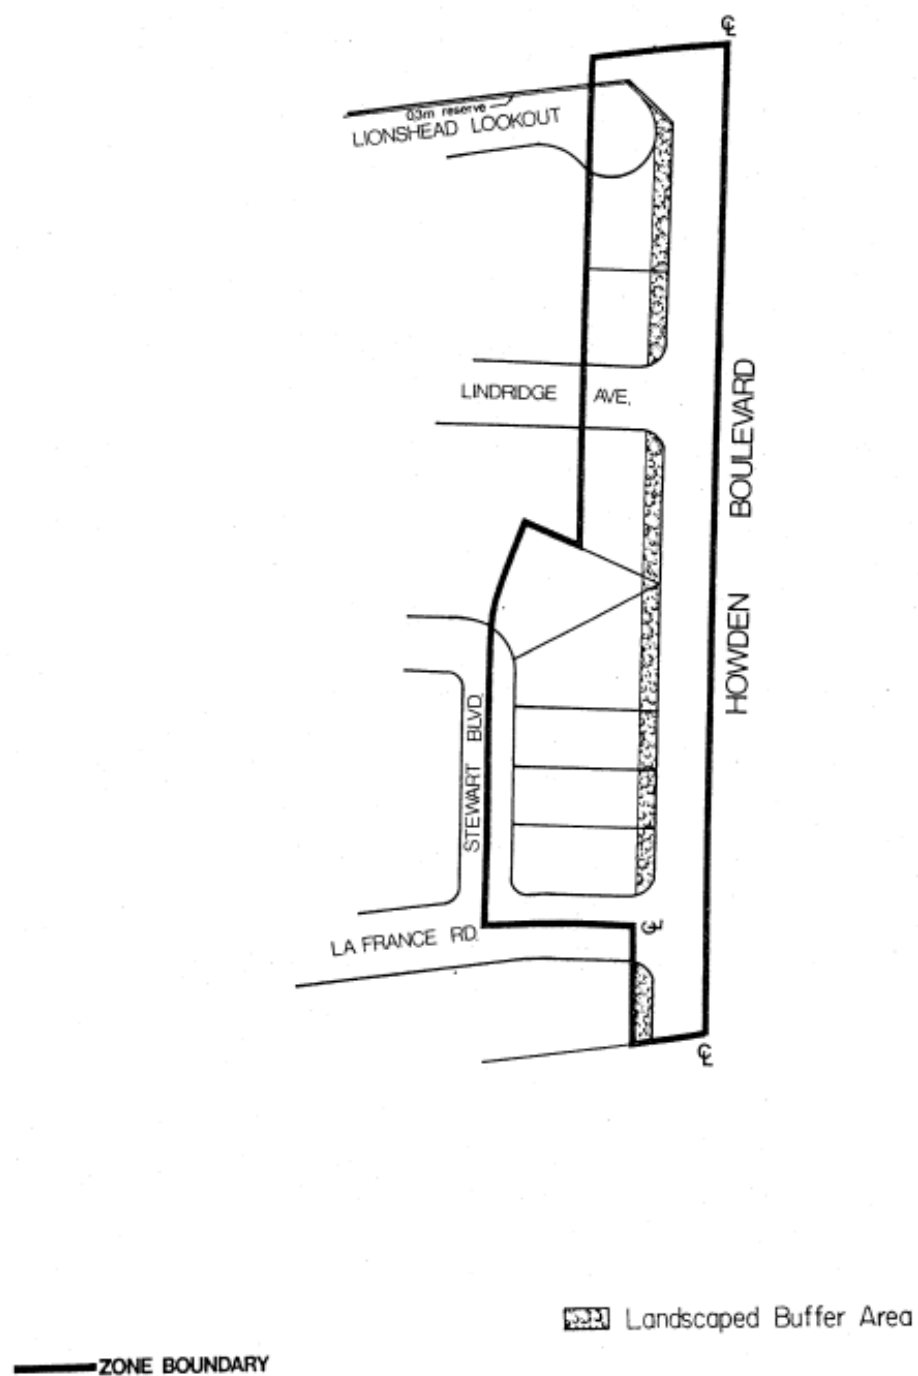 ℄
0.3m reserve
LIONSHEAD LOOKOUT
LINDRIDGE AVE.
HOWDEN BOULEVARD
STEWART BLVD.
℄
LA FRANCE RD.
℄
Landscaped Buffer Area
ZONE BOUNDARY